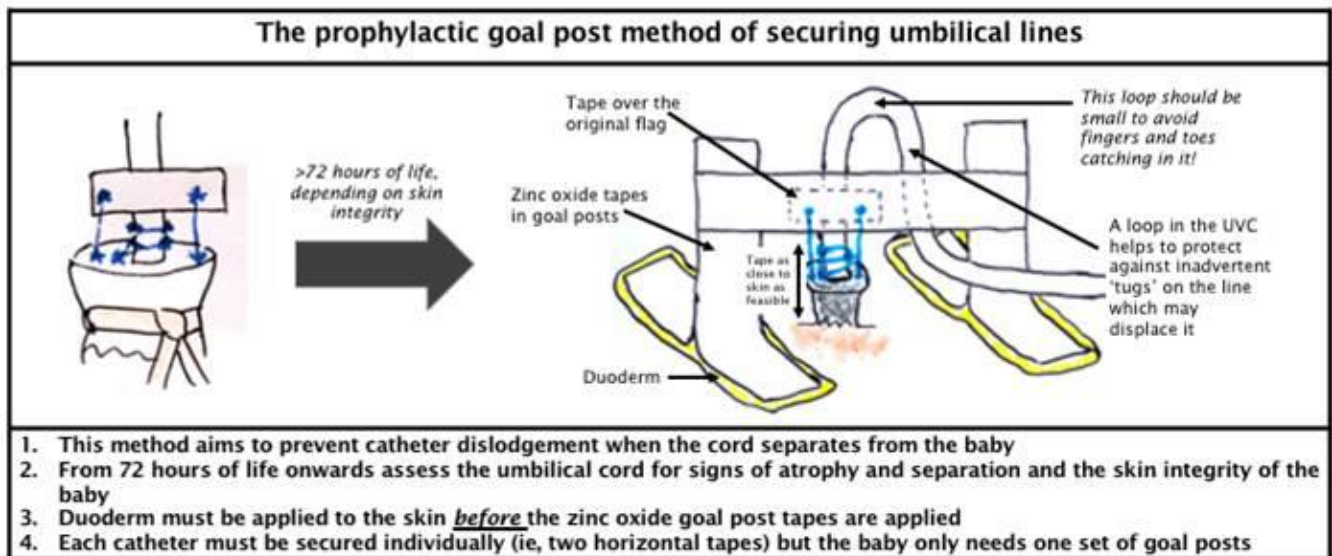 The prophylactic goal post method of securing umbilical lines
>72 hours of life,
depending on skin
integrity
Tape over the
original flag
Zinc oxide tapes
in goal posts
Duoderm
Tape as
close to
skin as
feasible
This loop should be
small to avoid
fingers and toes
catching in it!
A loop in the UVC
helps to protect
against inadvertent
'tugs' on the line
which may
displace it
1. This method aims to prevent catheter dislodgement when the cord separates from the baby
2. From 72 hours of life onwards assess the umbilical cord for signs of atrophy and separation and the skin integrity of the
baby
3. Duoderm must be applied to the skin before the zinc oxide goal post tapes are applied
4. Each catheter must be secured individually (ie, two horizontal tapes) but the baby only needs one set of goal posts